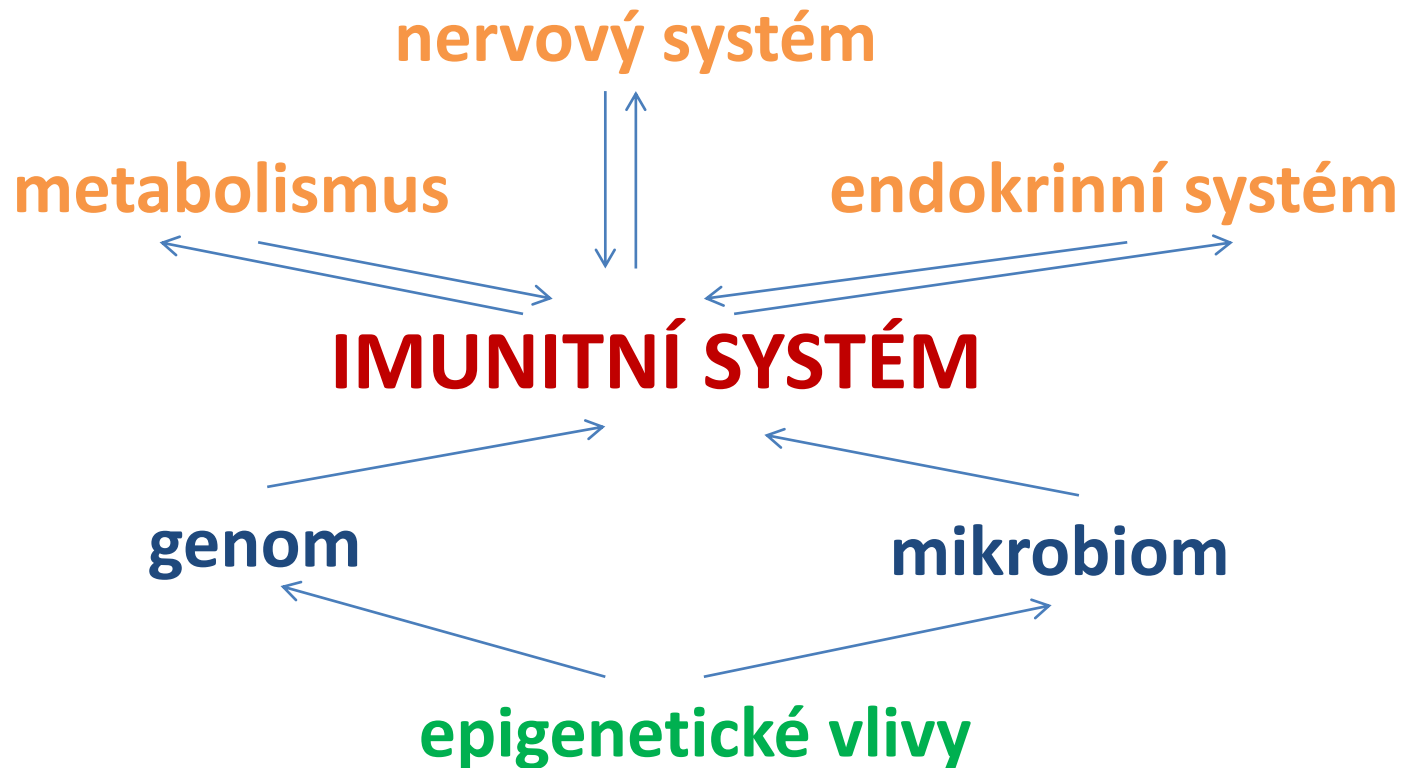 nervový systém
metabolismus
endokrinní systém
IMUNITNÍ SYSTÉM
genom
mikrobiom
epigenetické vlivy